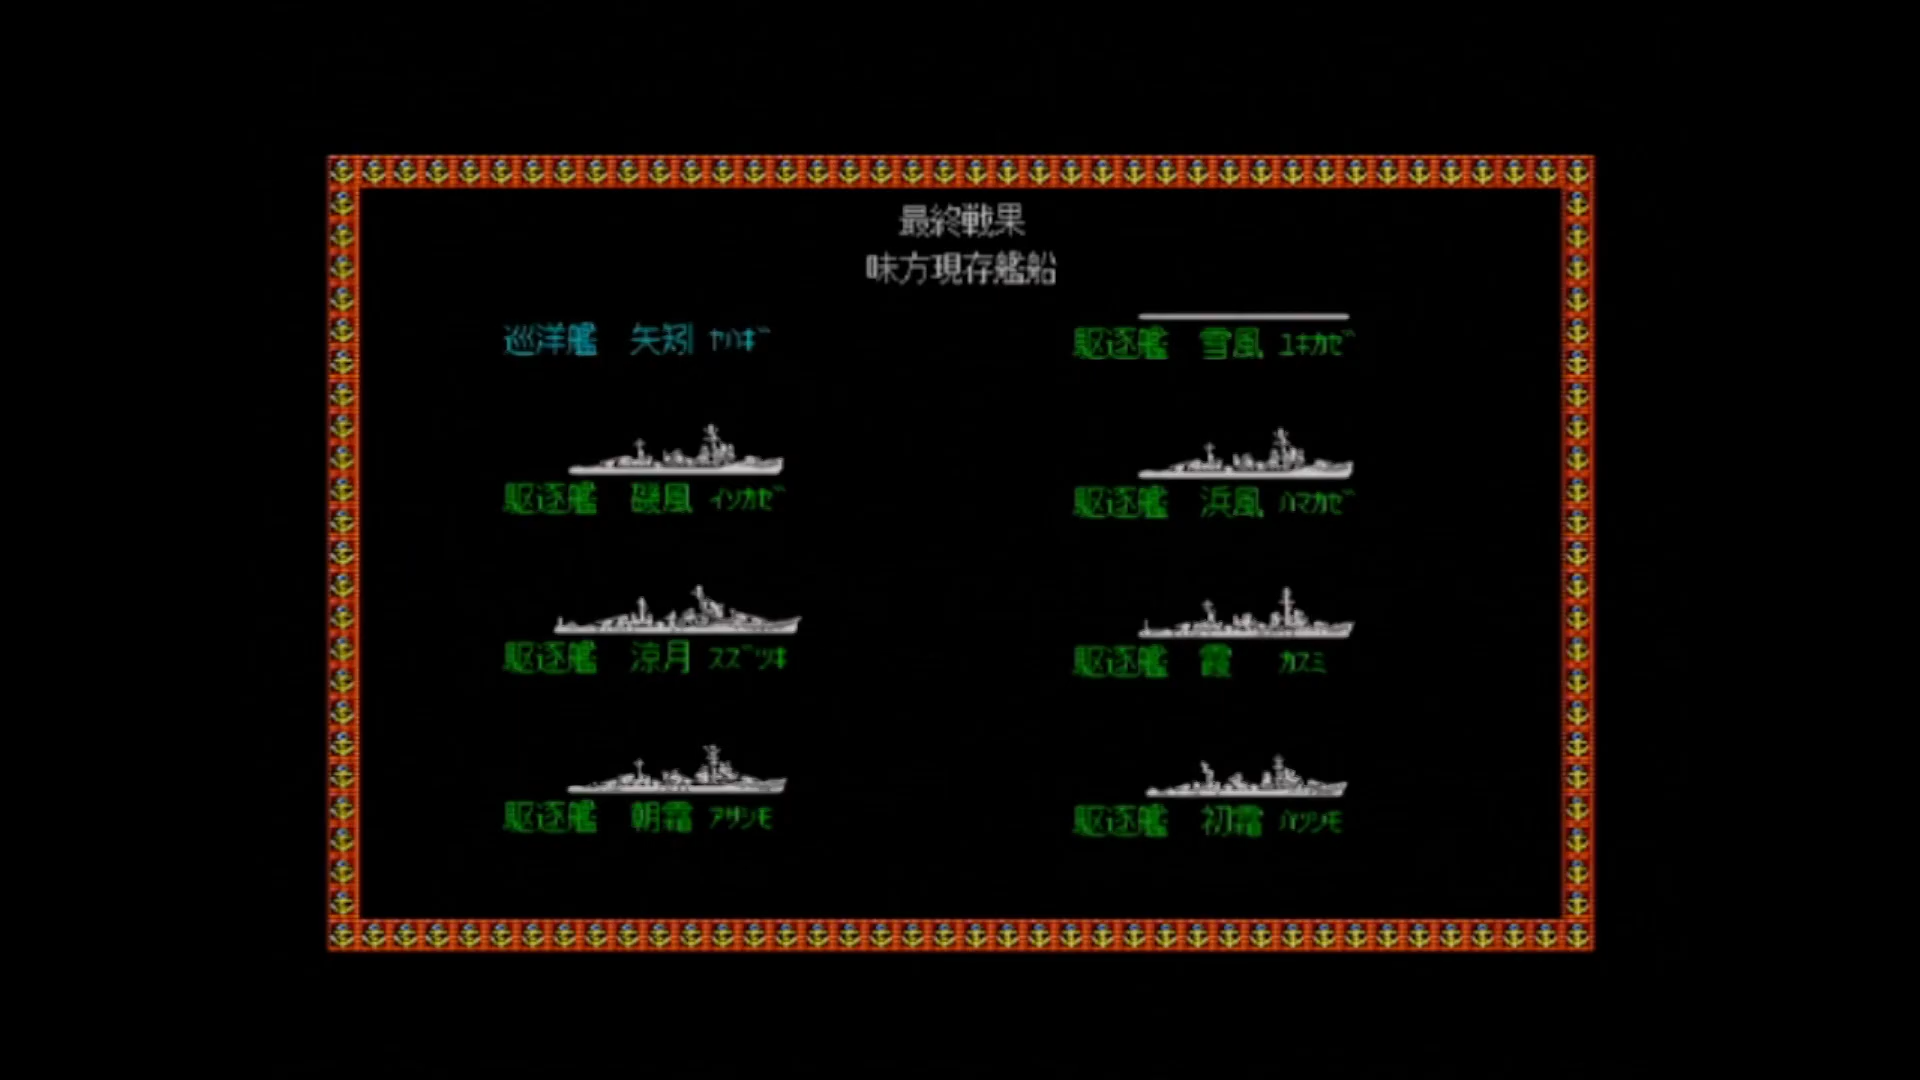 最終戦果
味方現存艦船
巡洋艦　矢矧 ﾔﾊｷﾞ
駆逐艦　雪風 ﾕｷｶｾﾞ
駆逐艦　磯風 ｲｿｶｾﾞ
駆逐艦　浜風 ﾊﾏｶｾﾞ
駆逐艦　涼月 ｽｽﾞﾂｷ
駆逐艦　霞　 ｶｽﾐ
駆逐艦　朝霜 ｱｻｼﾓ
駆逐艦　初霜 ﾊﾂｼﾓ